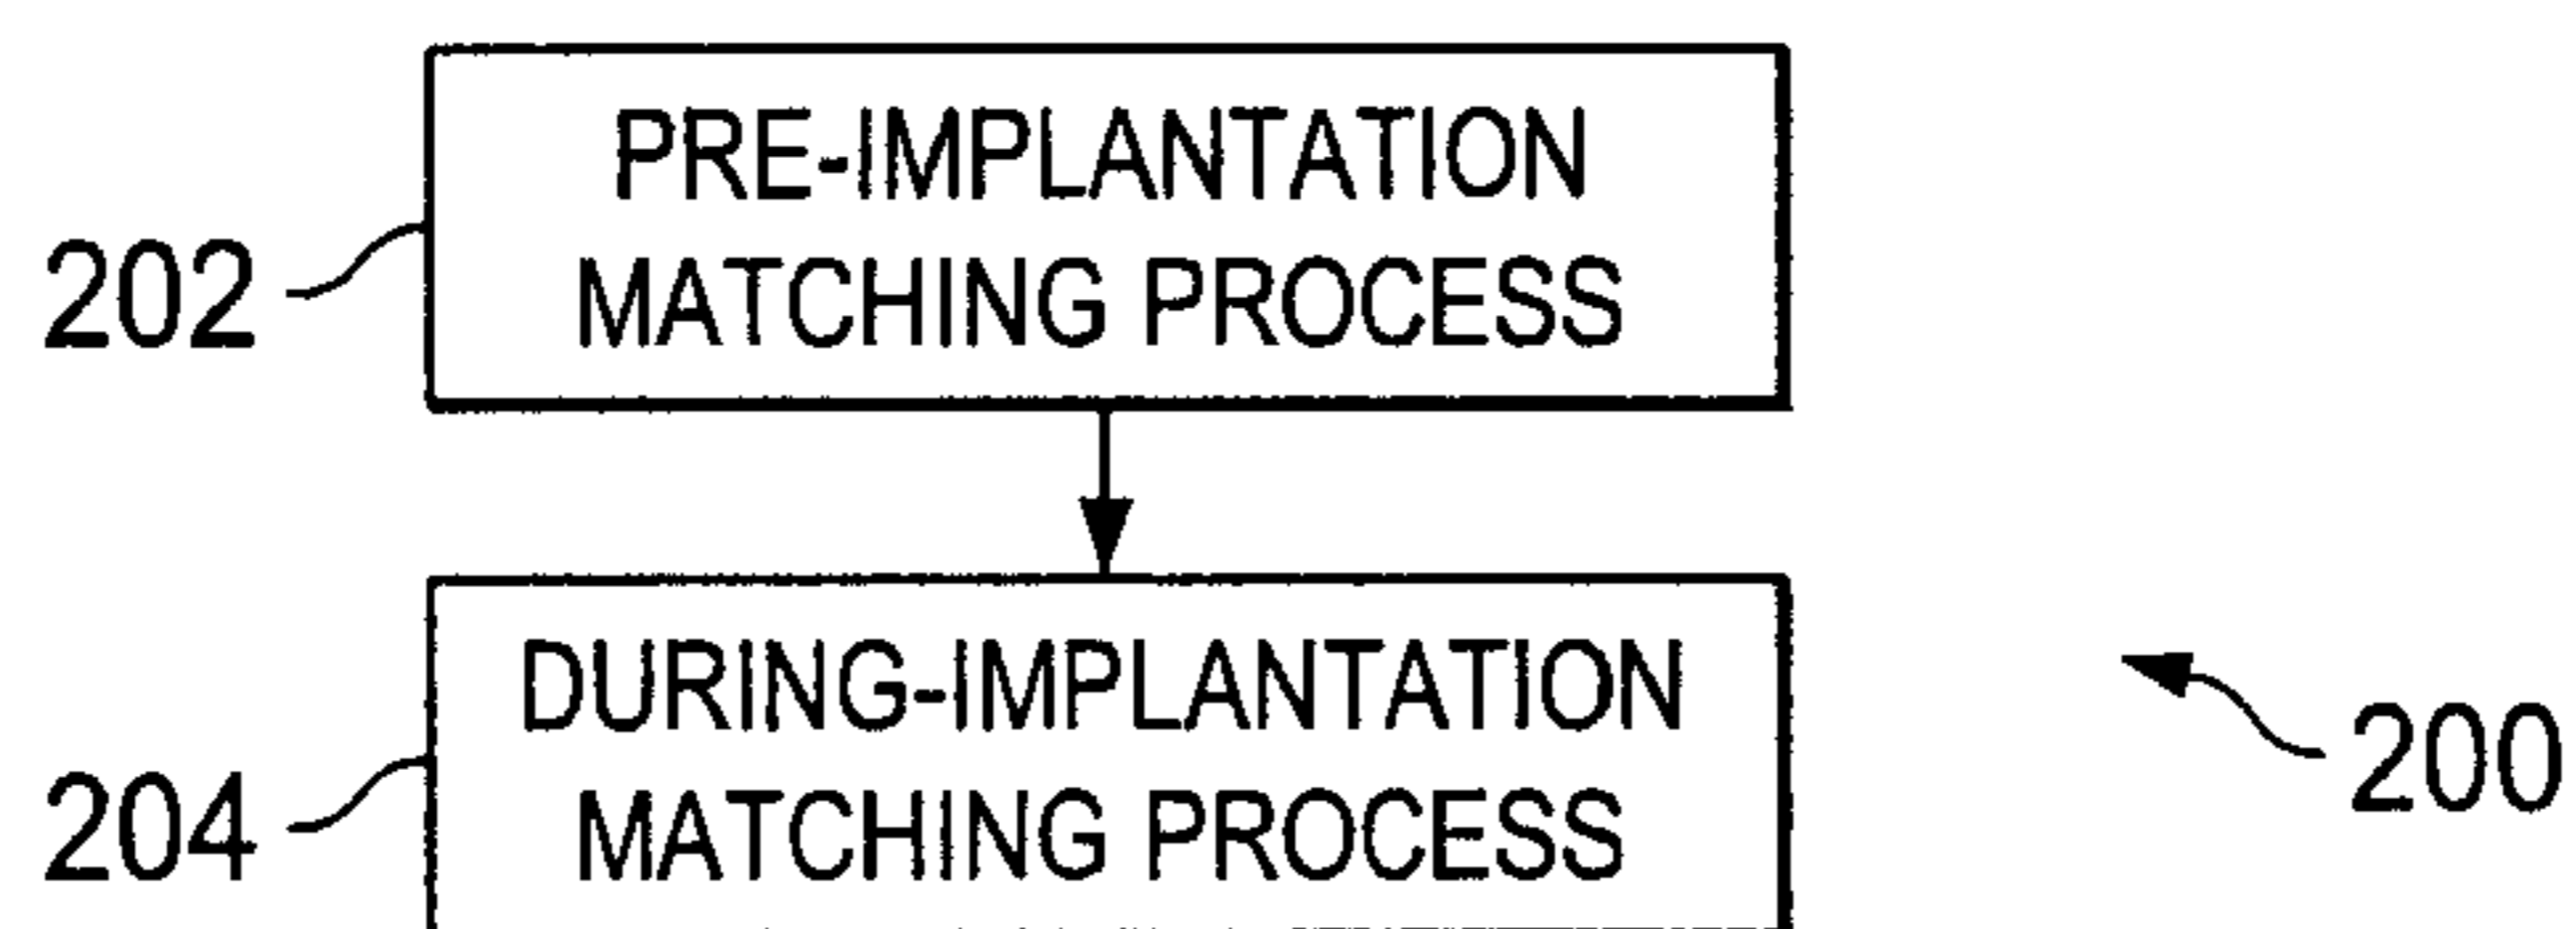 PRE-IMPLANTATION
MATCHING PROCESS
202
DURING-IMPLANTATION
MATCHING PROCESS
204
200